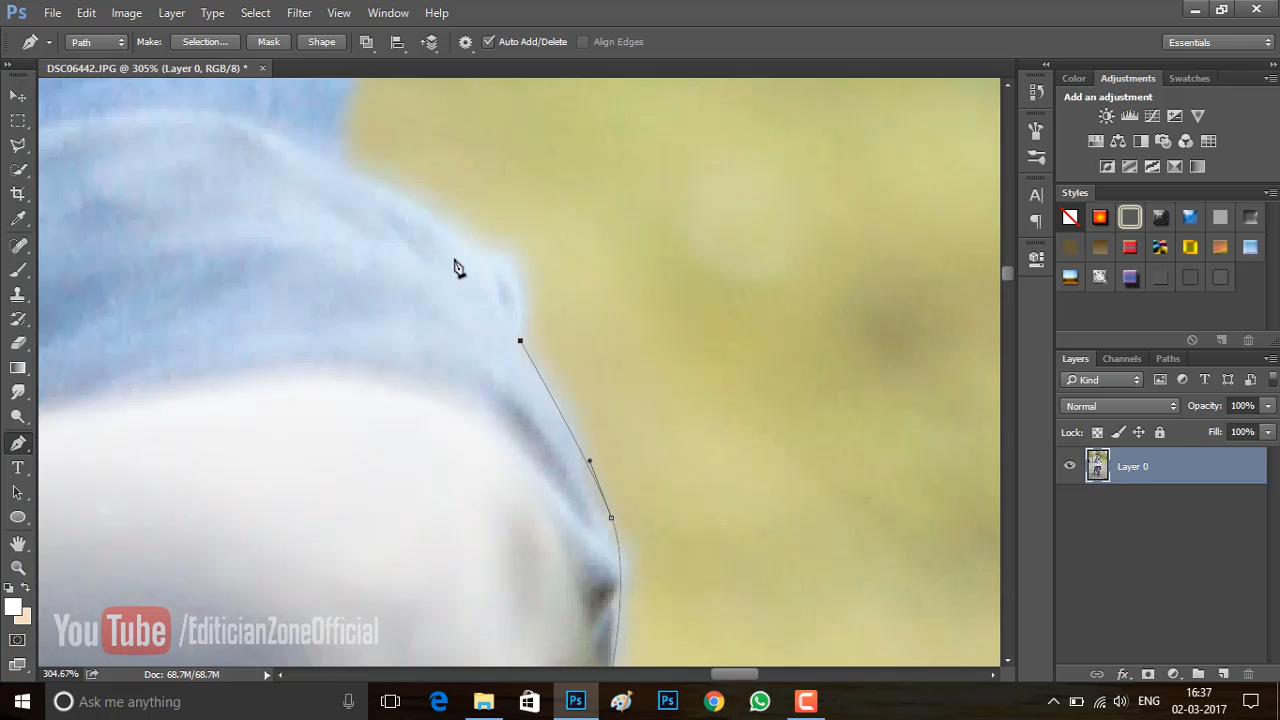 Ps File Edit Image Layer Type Select Filter 3D View Window Help
Path Make: Selection... Mask Shape Auto Add/Delete Align Edges Essentials
DSC06442.JPG @ 305% (Layer 0, RGB/8) * ×
Color Adjustments Swatches
Add an adjustment
Styles
Layers Channels Paths
Kind
Normal Opacity: 100%
Lock: Fill: 100%
Layer 0
YouTube /EditicianZoneOfficial
304.67% Doc: 68.7M/68.7M
Ask me anything
ENG
16:37
02-03-2017